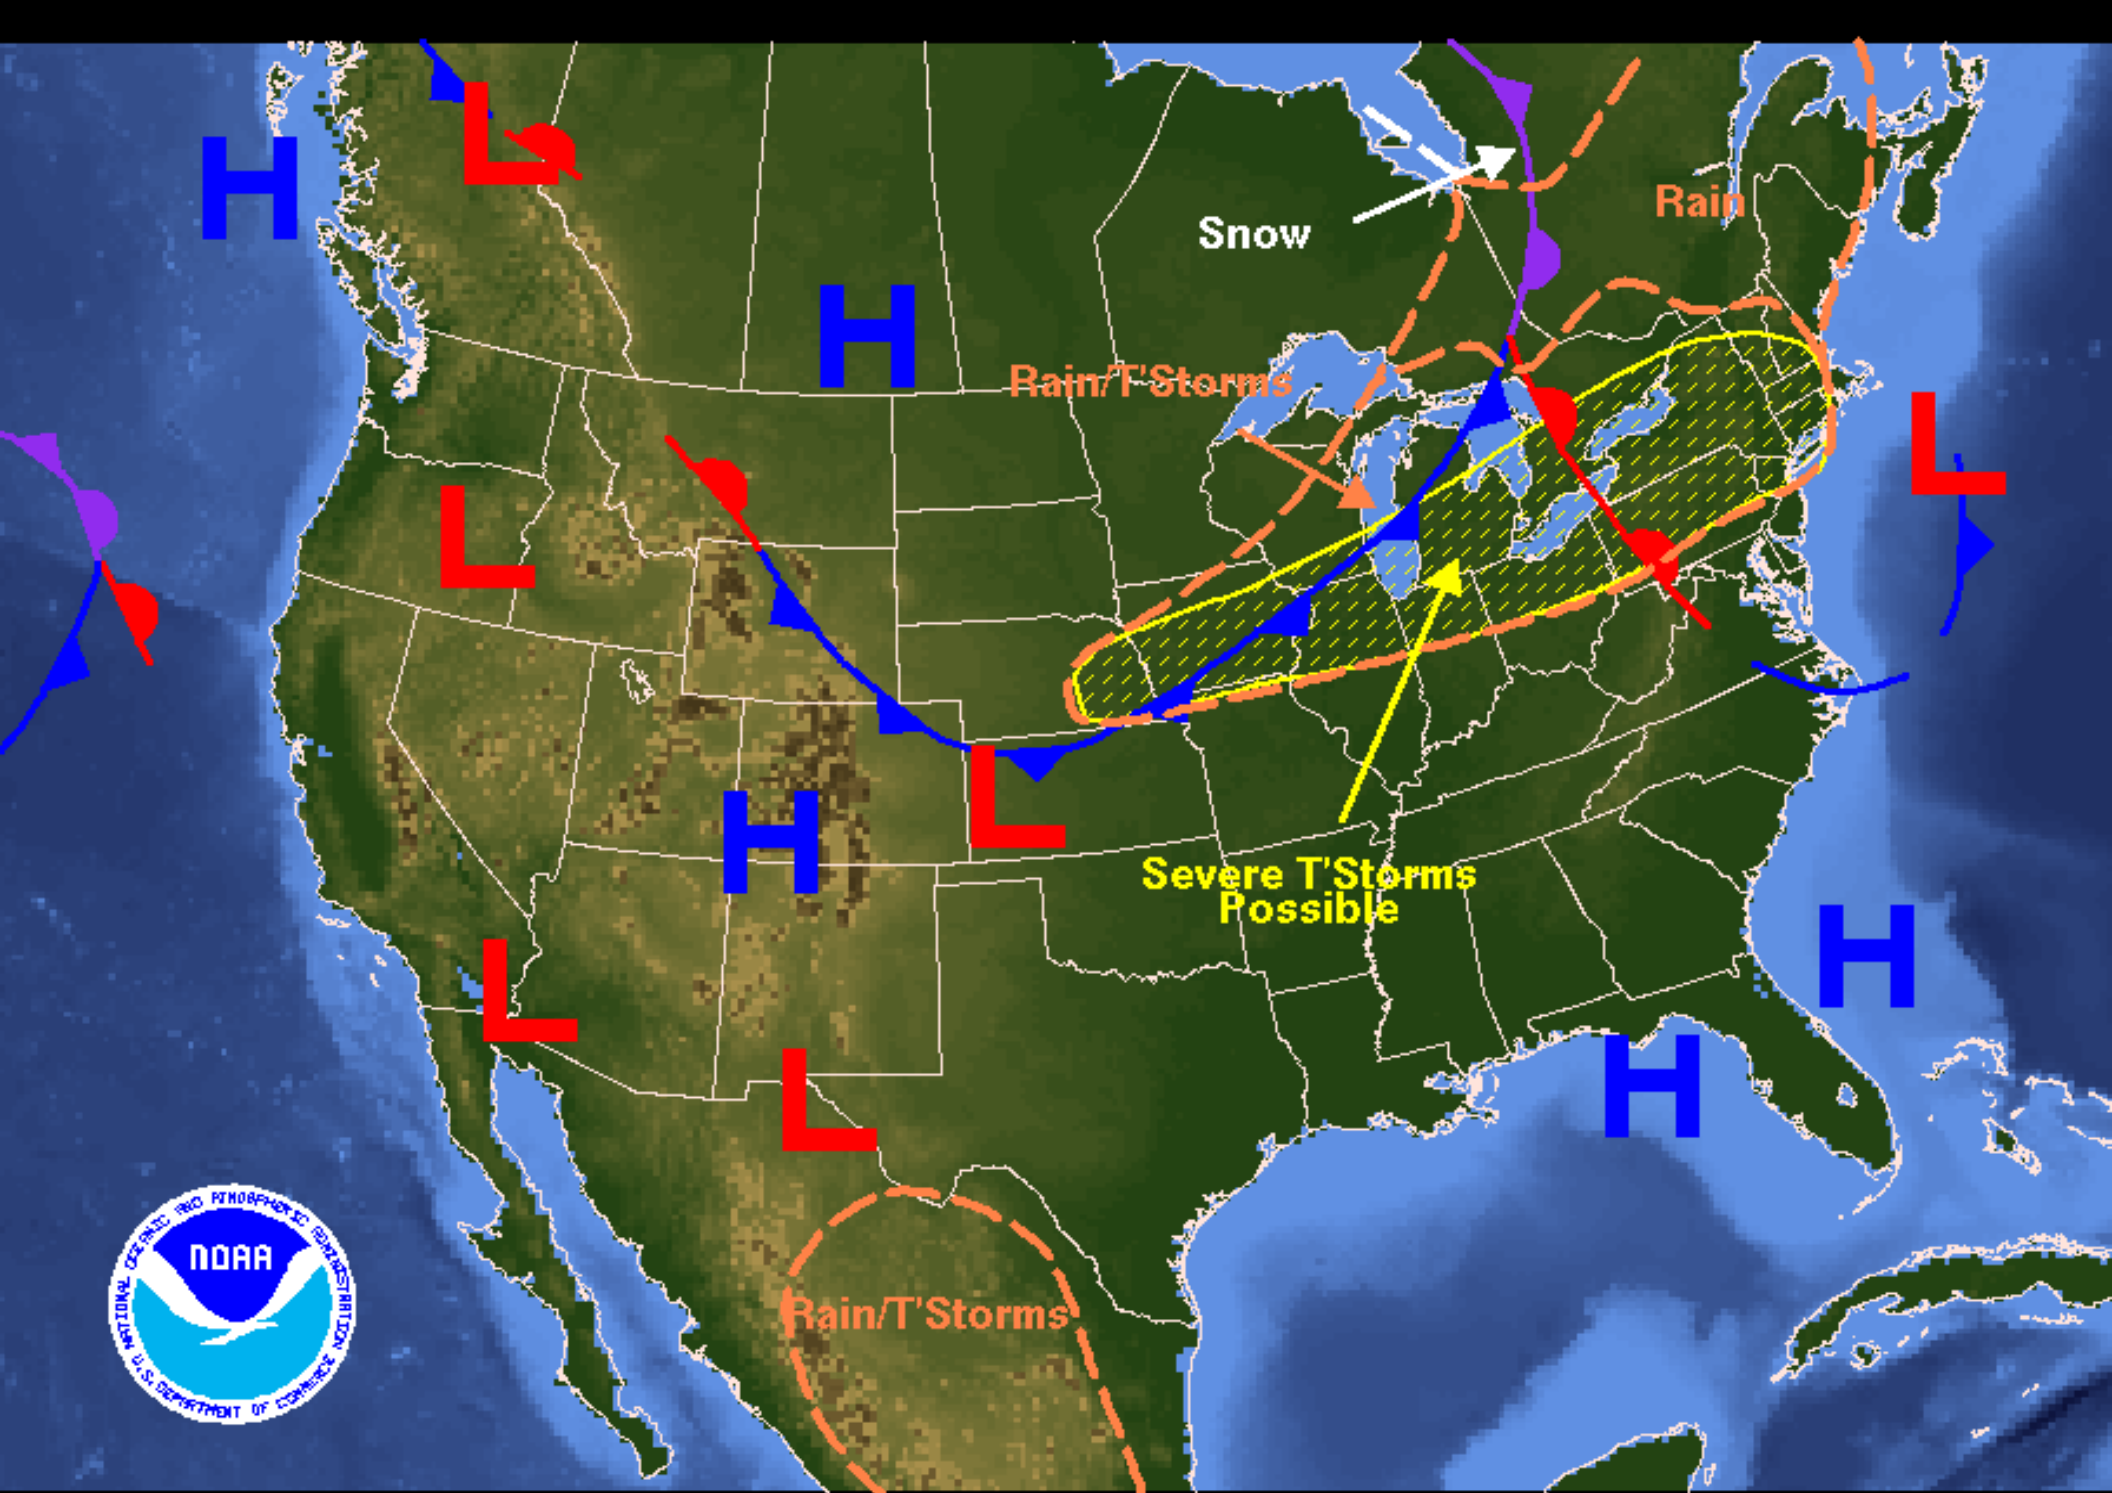 H
L
H
Snow
Rain
H
Rain/T'Storms
L
L
L
H
Severe T'Storms
Possible
H
L
H
L
NOAA
NATIONAL OCEANIC AND ATMOSPHERIC ADMINISTRATION
U.S. DEPARTMENT OF COMMERCE
Rain/T'Storms